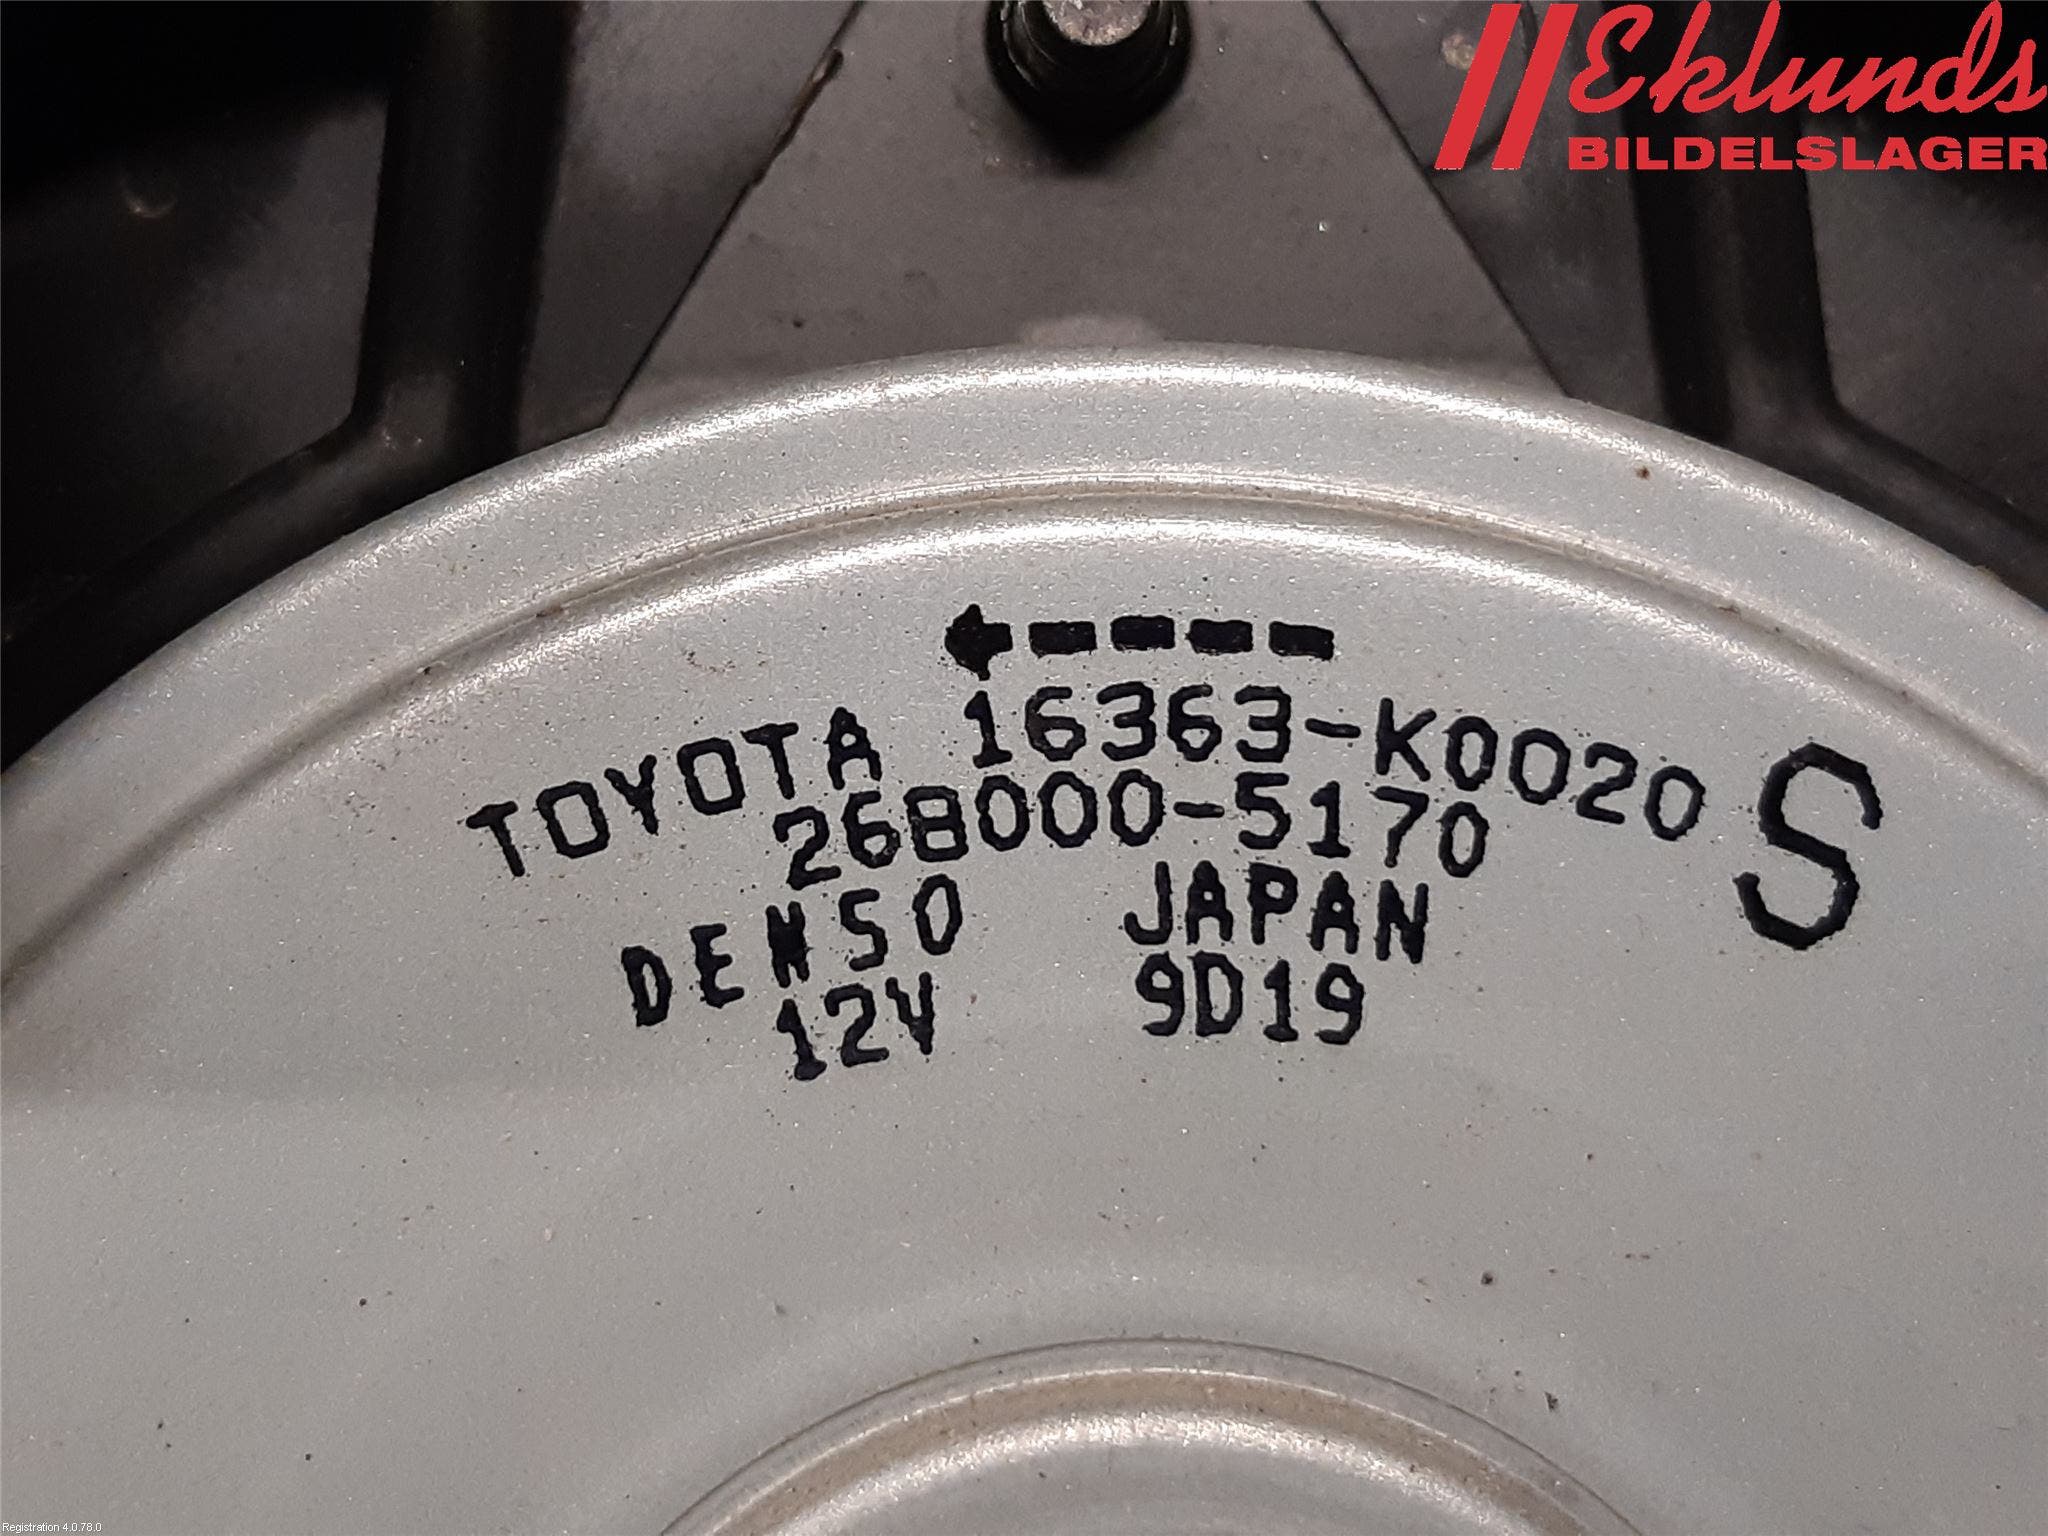 Eklunds
BILDELSLAGER
TOYOTA 16363-K0020 S
268000-5170
DENSO JAPAN
12V 9D19
Registration 4.0.78.0